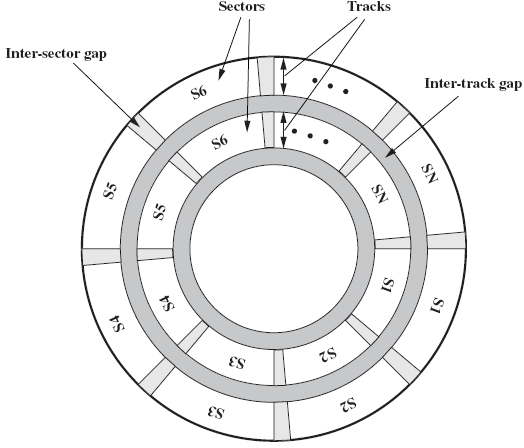 Sectors
Tracks
Inter-sector gap
Inter-track gap
S6
• • •
S6
• • •
SN
SN
S5
S5
S1
S1
S4
S4
S3
S2
S3
S2